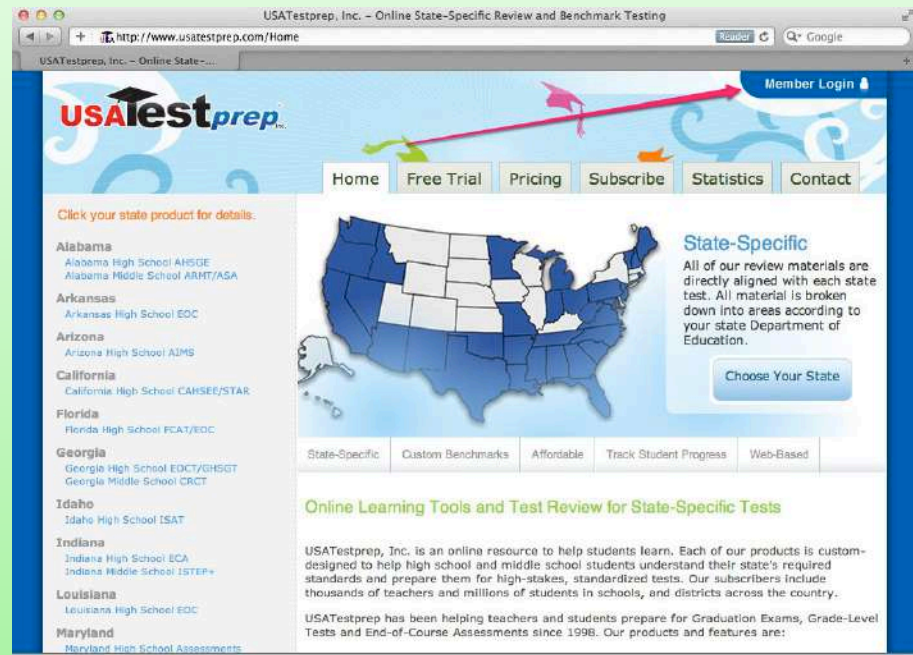 USATestprep, Inc. – Online State-Specific Review and Benchmark Testing
http://www.usatestprep.com/Home
Reader
Google
USATestprep, Inc. – Online State-...
Member Login
USATestprep
Inc.
Home
Free Trial
Pricing
Subscribe
Statistics
Contact
Click your state product for details.
Alabama
Alabama High School AHSGE
Alabama Middle School ARMT/ASA
Arkansas
Arkansas High School EOC
Arizona
Arizona High School AIMS
California
California High School CAHSEE/STAR
Florida
Florida High School FCAT/EOC
Georgia
Georgia High School EOCT/GHSGT
Georgia Middle School CRCT
Idaho
Idaho High School ISAT
Indiana
Indiana High School ECA
Indiana Middle School ISTEP+
Louisiana
Louisiana High School EOC
Maryland
Maryland High School Assessments
State-Specific
All of our review materials are
directly aligned with each state
test. All material is broken
down into areas according to
your state Department of
Education.
Choose Your State
State-Specific
Custom Benchmarks
Affordable
Track Student Progress
Web-Based
Online Learning Tools and Test Review for State-Specific Tests
USATestprep, Inc. is an online resource to help students learn. Each of our products is custom-
designed to help high school and middle school students understand their state's required
standards and prepare them for high-stakes, standardized tests. Our subscribers include
thousands of teachers and millions of students in schools, and districts across the country.
USATestprep has been helping teachers and students prepare for Graduation Exams, Grade-Level
Tests and End-of-Course Assessments since 1998. Our products and features are: